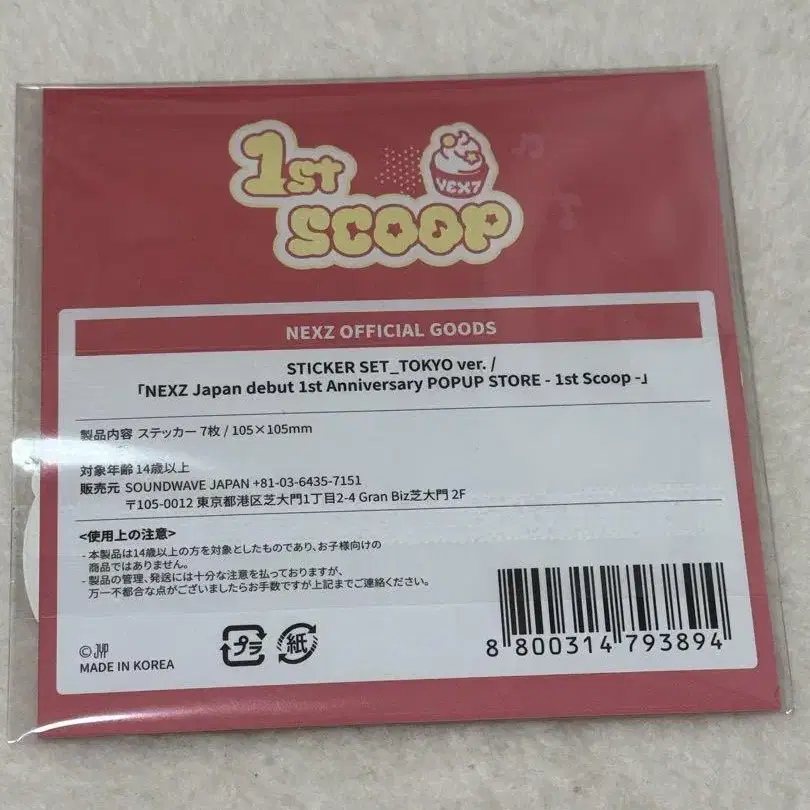 1st
NEXZ
SCOOP
NEXZ OFFICIAL GOODS
STICKER SET_TOKYO ver. /
「NEXZ Japan debut 1st Anniversary POPUP STORE - 1st Scoop -」
製品内容 ステッカー 7枚 / 105×105mm
対象年齢 14歳以上
販売元 SOUNDWAVE JAPAN +81-03-6435-7151
〒105-0012 東京都港区芝大門1丁目2-4 Gran Biz芝大門 2F
<使用上の注意>
- 本製品は14歳以上の方を対象としたものであり、お子様向けの
商品ではありません。
- 製品の管理、発送には十分な注意を払っておりますが、
万一不都合な点がございましたらお手数ですが上記までご連絡ください。
©JYP
MADE IN KOREA
プラ
紙
8 800314 793894